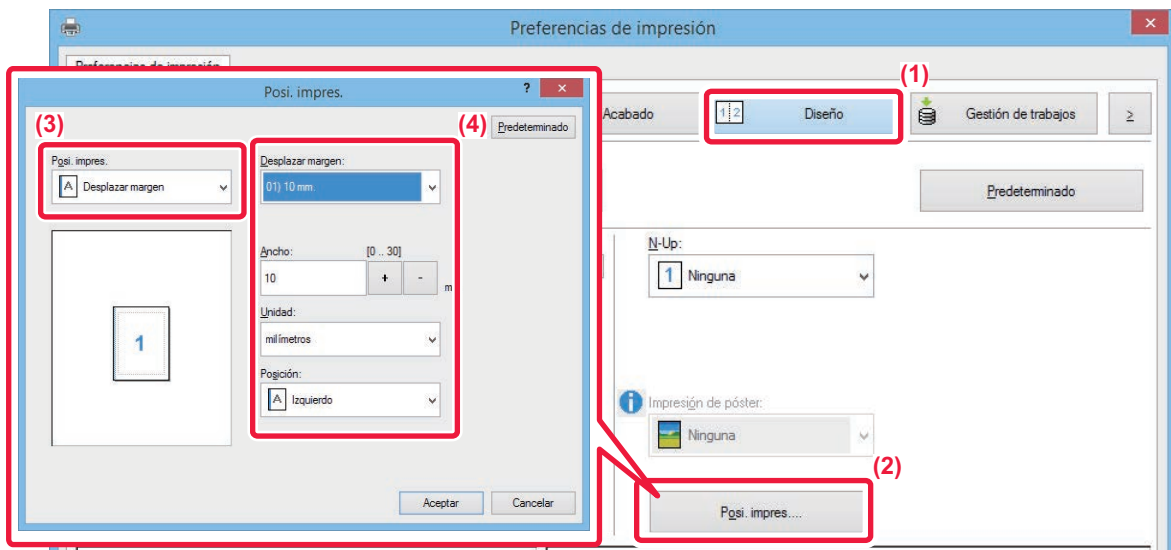 Preferencias de impresión
Preferencias de impresión
(1)
Acabado
1 2 Diseño
Gestión de trabajos
≥
Predeterminado
N-Up:
1 Ninguna
Impresión de póster:
Ninguna
(2)
Posi. impres....
Posi. impres.
?
(3)
(4)
Predeterminado
Posi. impres.
A Desplazar margen
1
Desplazar margen:
01) 10 mm.
Ancho: [0 .. 30]
10 + - m
Unidad:
milímetros
Posición:
A Izquierdo
Aceptar Cancelar